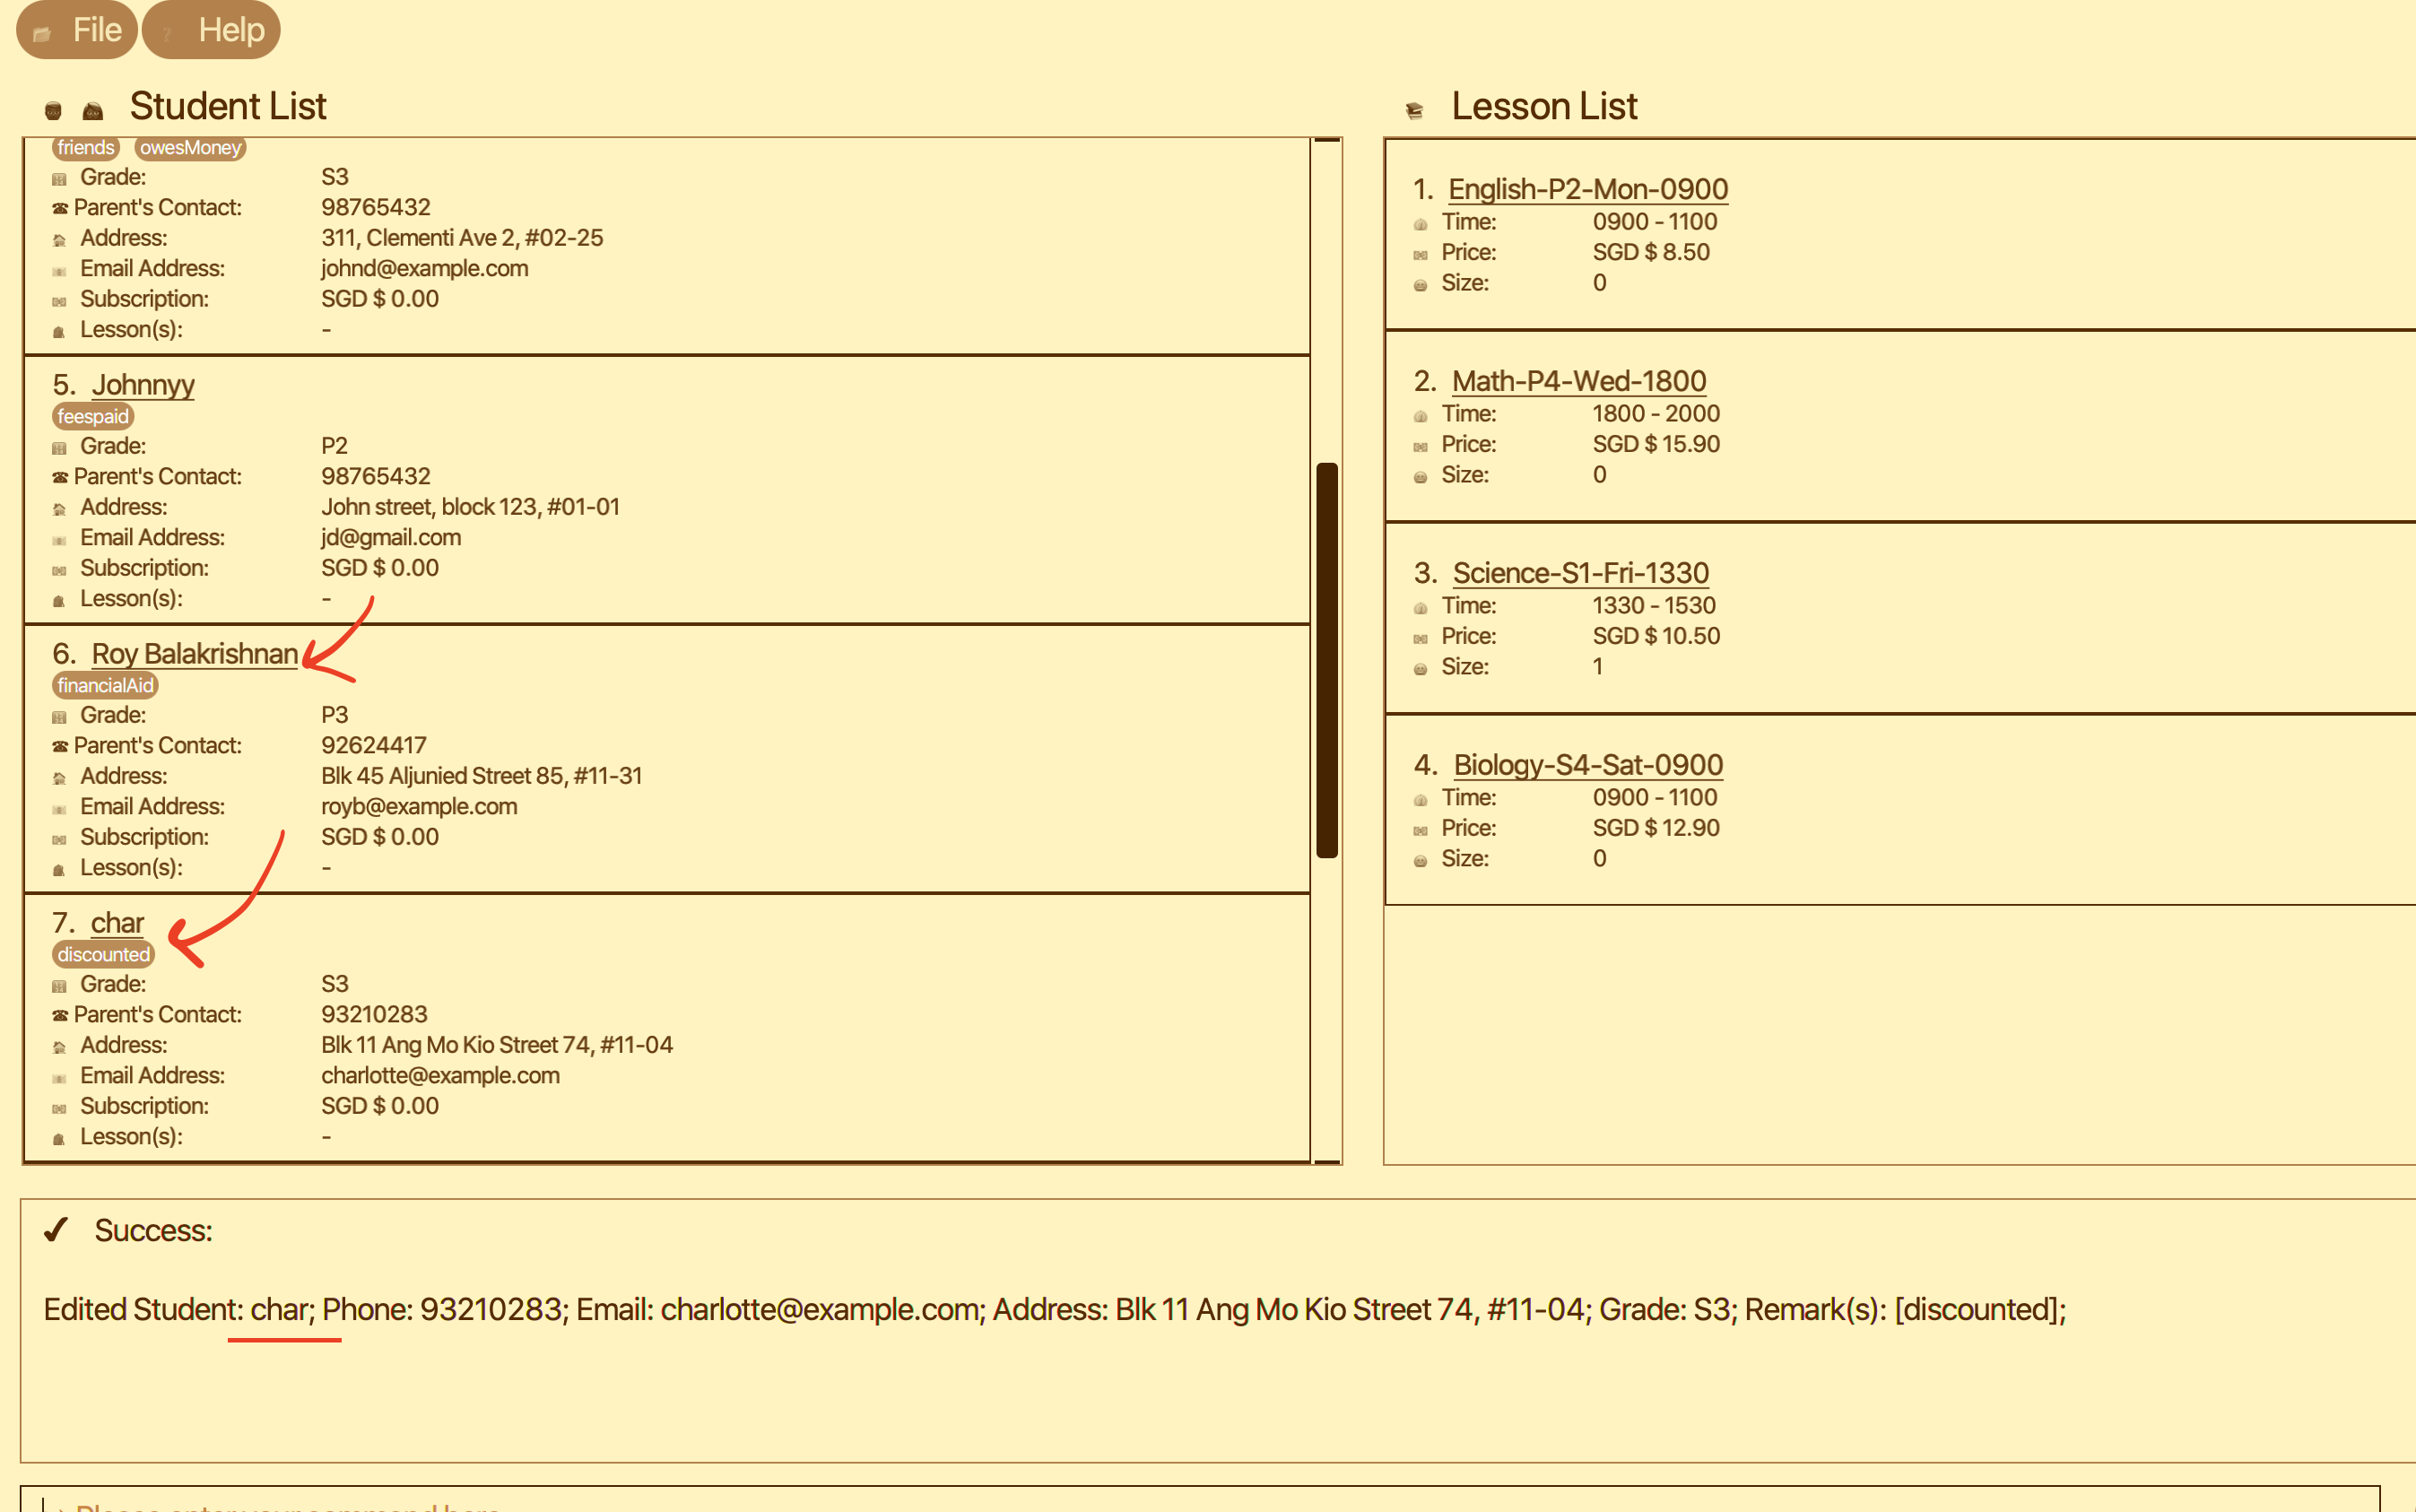 File Help
Student List
friends owesMoney
Grade: S3
Parent's Contact: 98765432
Address: 311, Clementi Ave 2, #02-25
Email Address: johnd@example.com
Subscription: SGD $ 0.00
Lesson(s): -
5. Johnnyy
feespaid
Grade: P2
Parent's Contact: 98765432
Address: John street, block 123, #01-01
Email Address: jd@gmail.com
Subscription: SGD $ 0.00
Lesson(s): -
6. Roy Balakrishnan
financialAid
Grade: P3
Parent's Contact: 92624417
Address: Blk 45 Aljunied Street 85, #11-31
Email Address: royb@example.com
Subscription: SGD $ 0.00
Lesson(s): -
7. char
discounted
Grade: S3
Parent's Contact: 93210283
Address: Blk 11 Ang Mo Kio Street 74, #11-04
Email Address: charlotte@example.com
Subscription: SGD $ 0.00
Lesson(s): -
Lesson List
1. English-P2-Mon-0900
Time: 0900 - 1100
Price: SGD $ 8.50
Size: 0
2. Math-P4-Wed-1800
Time: 1800 - 2000
Price: SGD $ 15.90
Size: 0
3. Science-S1-Fri-1330
Time: 1330 - 1530
Price: SGD $ 10.50
Size: 1
4. Biology-S4-Sat-0900
Time: 0900 - 1100
Price: SGD $ 12.90
Size: 0
✓ Success:
Edited Student: char; Phone: 93210283; Email: charlotte@example.com; Address: Blk 11 Ang Mo Kio Street 74, #11-04; Grade: S3; Remark(s): [discounted];
Please enter your command here